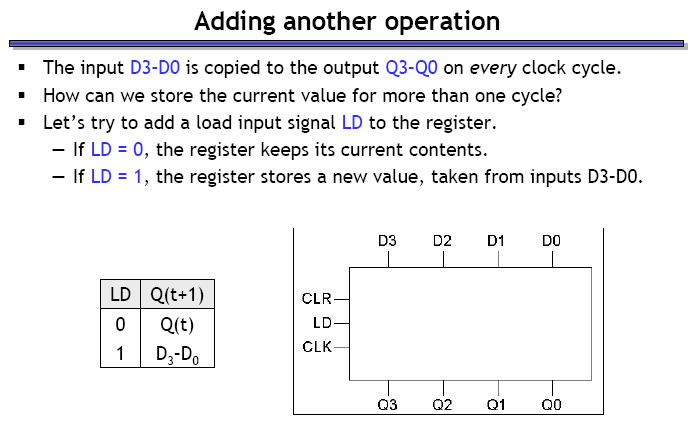 Adding another operation
▪ The input D3-D0 is copied to the output Q3-Q0 on every clock cycle.
▪ How can we store the current value for more than one cycle?
▪ Let’s try to add a load input signal LD to the register.
— If LD = 0, the register keeps its current contents.
— If LD = 1, the register stores a new value, taken from inputs D3-D0.
LD Q(t+1)
0 Q(t)
1 D₃-D₀
D3 D2 D1 D0
CLR
LD
CLK
Q3 Q2 Q1 Q0